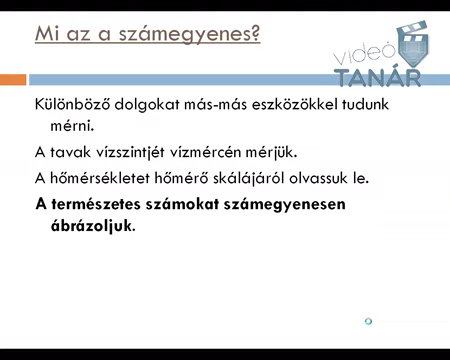 Mi az a számegyenes?
videó
TANÁR
Különböző dolgokat más-más eszközökkel tudunk
mérni.
A tavak vízszintjét vízmércén mérjük.
A hőmérsékletet hőmérő skálájáról olvassuk le.
A természetes számokat számegyenesen
ábrázoljuk.